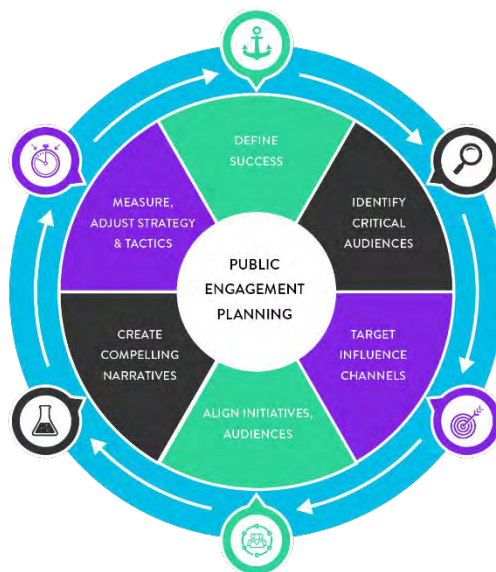 DEFINE
SUCCESS
IDENTIFY
CRITICAL
AUDIENCES
TARGET
INFLUENCE
CHANNELS
ALIGN INITIATIVES,
AUDIENCES
CREATE
COMPELLING
NARRATIVES
MEASURE,
ADJUST STRATEGY
& TACTICS
PUBLIC
ENGAGEMENT
PLANNING